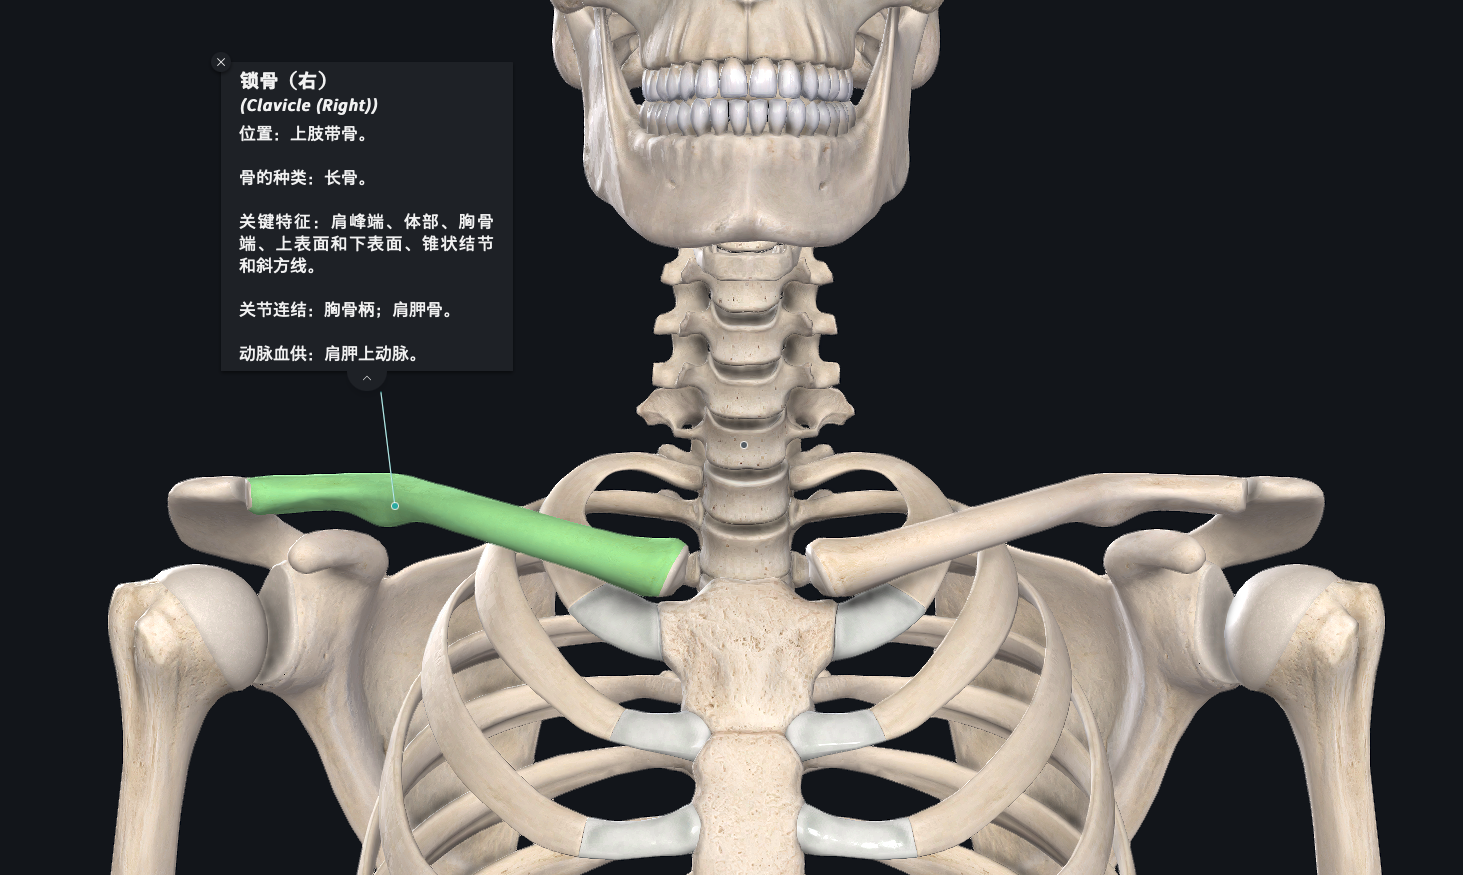 锁骨（右）
(Clavicle (Right))
位置：上肢带骨。
骨的种类：长骨。
关键特征：肩峰端、体部、胸骨
端、上表面和下表面、锥状结节
和斜方线。
关节连结：胸骨柄；肩胛骨。
动脉血供：肩胛上动脉。